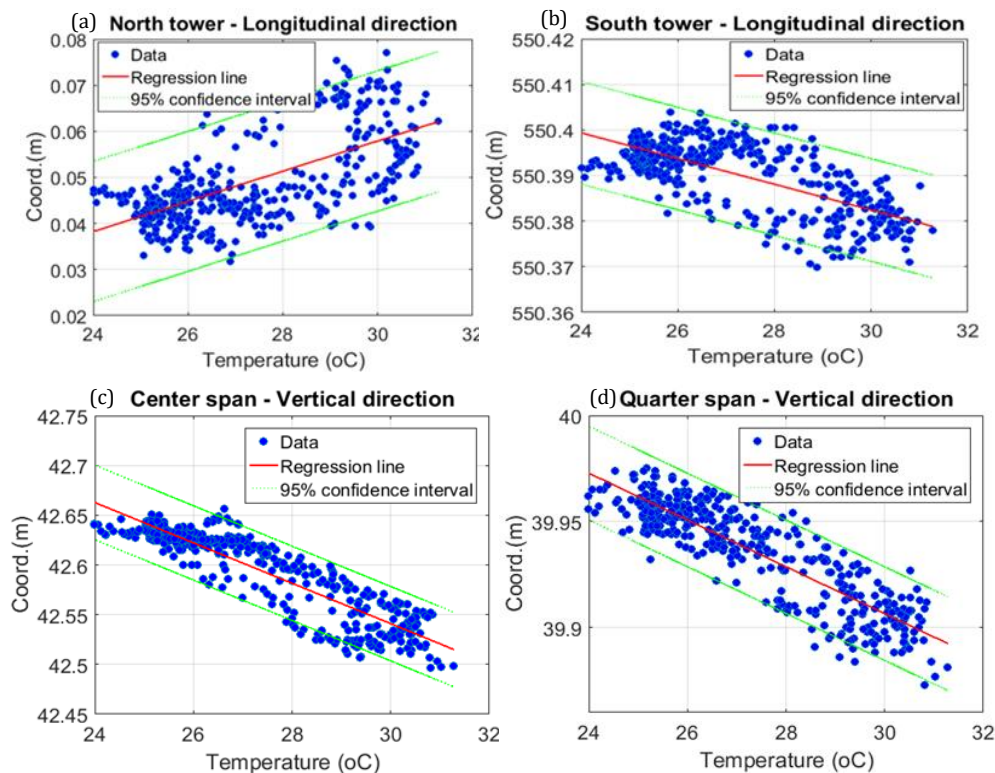 (a) North tower - Longitudinal direction
0.08
0.07
0.06
0.05
0.04
0.03
0.02
Coord.(m)
Data
Regression line
95% confidence interval
24 26 28 30 32
Temperature (oC)
(b) South tower - Longitudinal direction
550.42
550.41
550.4
550.39
550.38
550.37
550.36
Coord.(m)
Data
Regression line
95% confidence interval
24 26 28 30 32
Temperature (oC)
(c) Center span - Vertical direction
42.75
42.7
42.65
42.6
42.55
42.5
42.45
Coord.(m)
Data
Regression line
95% confidence interval
24 26 28 30 32
Temperature (oC)
(d) Quarter span - Vertical direction
40
39.95
39.9
Coord.(m)
Data
Regression line
95% confidence interval
24 26 28 30 32
Temperature (oC)